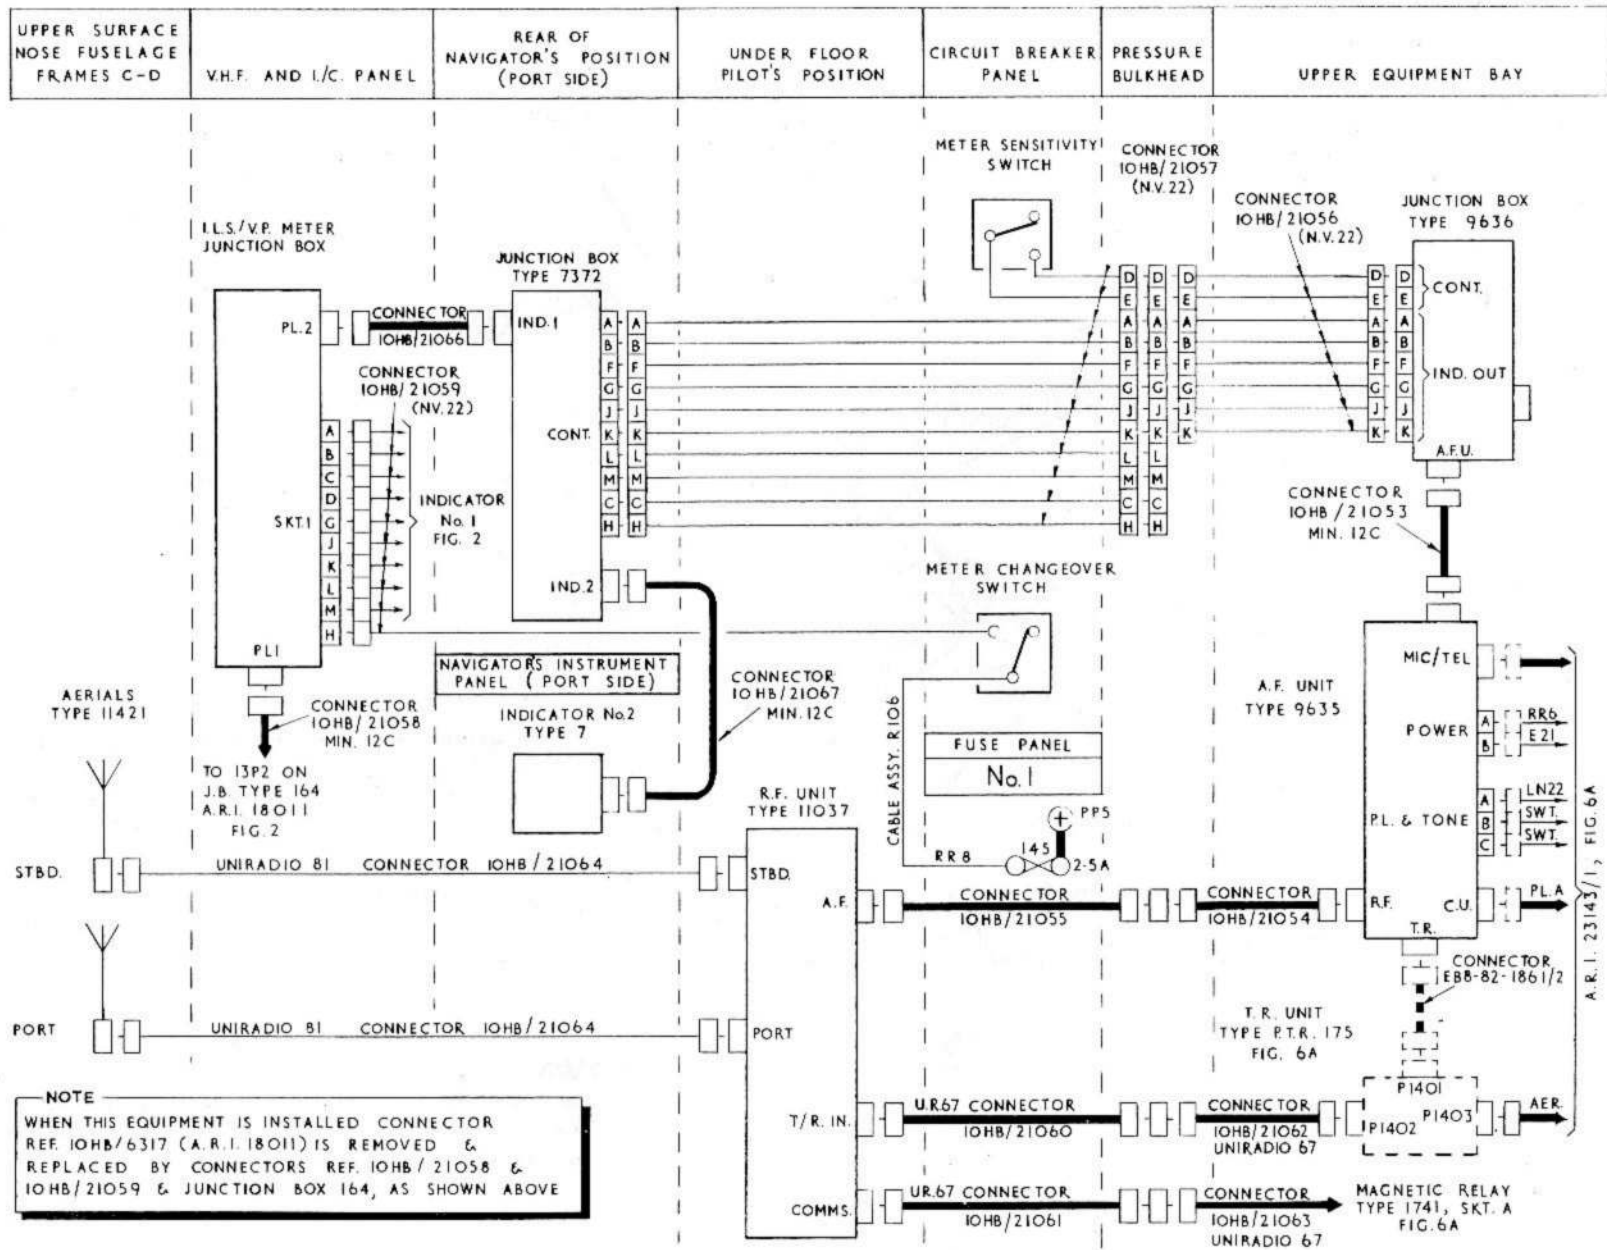 UPPER SURFACE
NOSE FUSELAGE
FRAMES C-D
V.H.F. AND I./C. PANEL
REAR OF
NAVIGATOR'S POSITION
(PORT SIDE)
UNDER FLOOR
PILOT'S POSITION
CIRCUIT BREAKER
PANEL
PRESSURE
BULKHEAD
UPPER EQUIPMENT BAY
METER SENSITIVITY
SWITCH
CONNECTOR
10HB/21057
(N.V.22)
CONNECTOR
10HB/21056
(N.V.22)
JUNCTION BOX
TYPE 9636
I.L.S./V.P. METER
JUNCTION BOX
JUNCTION BOX
TYPE 7372
PL.2
CONNECTOR
10HB/21066
IND.1
CONNECTOR
10HB/21059
(N.V.22)
CONT.
A A
B B
F F
G G
J J
K K
L L
M M
C C
H H
D D D
E E E
A A A
B B B
F F F
G G G
J J J
K K K
L L
M M
C C
H H
D D
E E
A A
B B
F F
G G
J J
K K
CONT.
IND. OUT
A.F.U.
SKT.1
A
B
C
D
G
J
K
L
M
H
INDICATOR
No. 1
FIG. 2
CONNECTOR
10HB/21053
MIN. 12C
IND.2
METER CHANGEOVER
SWITCH
PL1
NAVIGATOR'S INSTRUMENT
PANEL (PORT SIDE)
CONNECTOR
10HB/21067
MIN. 12C
AERIALS
TYPE 11421
CONNECTOR
10HB/21058
MIN. 12C
INDICATOR No.2
TYPE 7
TO 13P2 ON
J.B. TYPE 164
A.R.I. 18011
FIG. 2
R.F. UNIT
TYPE 11037
CABLE ASSY. R106
FUSE PANEL
No. 1
PP5
145
2-5A
RR8
A.F. UNIT
TYPE 9635
MIC/TEL
POWER
A RR6
B E21
P.L. & TONE
A LN22
B SWT.
C SWT.
R.F.
C.U.
PL.A
T.R.
A.R.I. 23143/1, FIG.6A
STBD.
UNIRADIO 81 CONNECTOR 10HB/21064
STBD.
A.F.
CONNECTOR
10HB/21055
CONNECTOR
10HB/21054
CONNECTOR
EB8-82-1861/2
PORT
UNIRADIO 81 CONNECTOR 10HB/21064
PORT
T.R. UNIT
TYPE P.T.R. 175
FIG. 6A
P1401
P1402
P1403
AER.
T/R. IN.
U.R.67 CONNECTOR
10HB/21060
CONNECTOR
10HB/21062
UNIRADIO 67
COMMS.
U.R.67 CONNECTOR
10HB/21061
CONNECTOR
10HB/21063
UNIRADIO 67
MAGNETIC RELAY
TYPE 1741, SKT. A
FIG.6A
NOTE
WHEN THIS EQUIPMENT IS INSTALLED CONNECTOR
REF. 10HB/6317 (A.R.I. 18011) IS REMOVED &
REPLACED BY CONNECTORS REF. 10HB/21058 &
10HB/21059 & JUNCTION BOX 164, AS SHOWN ABOVE